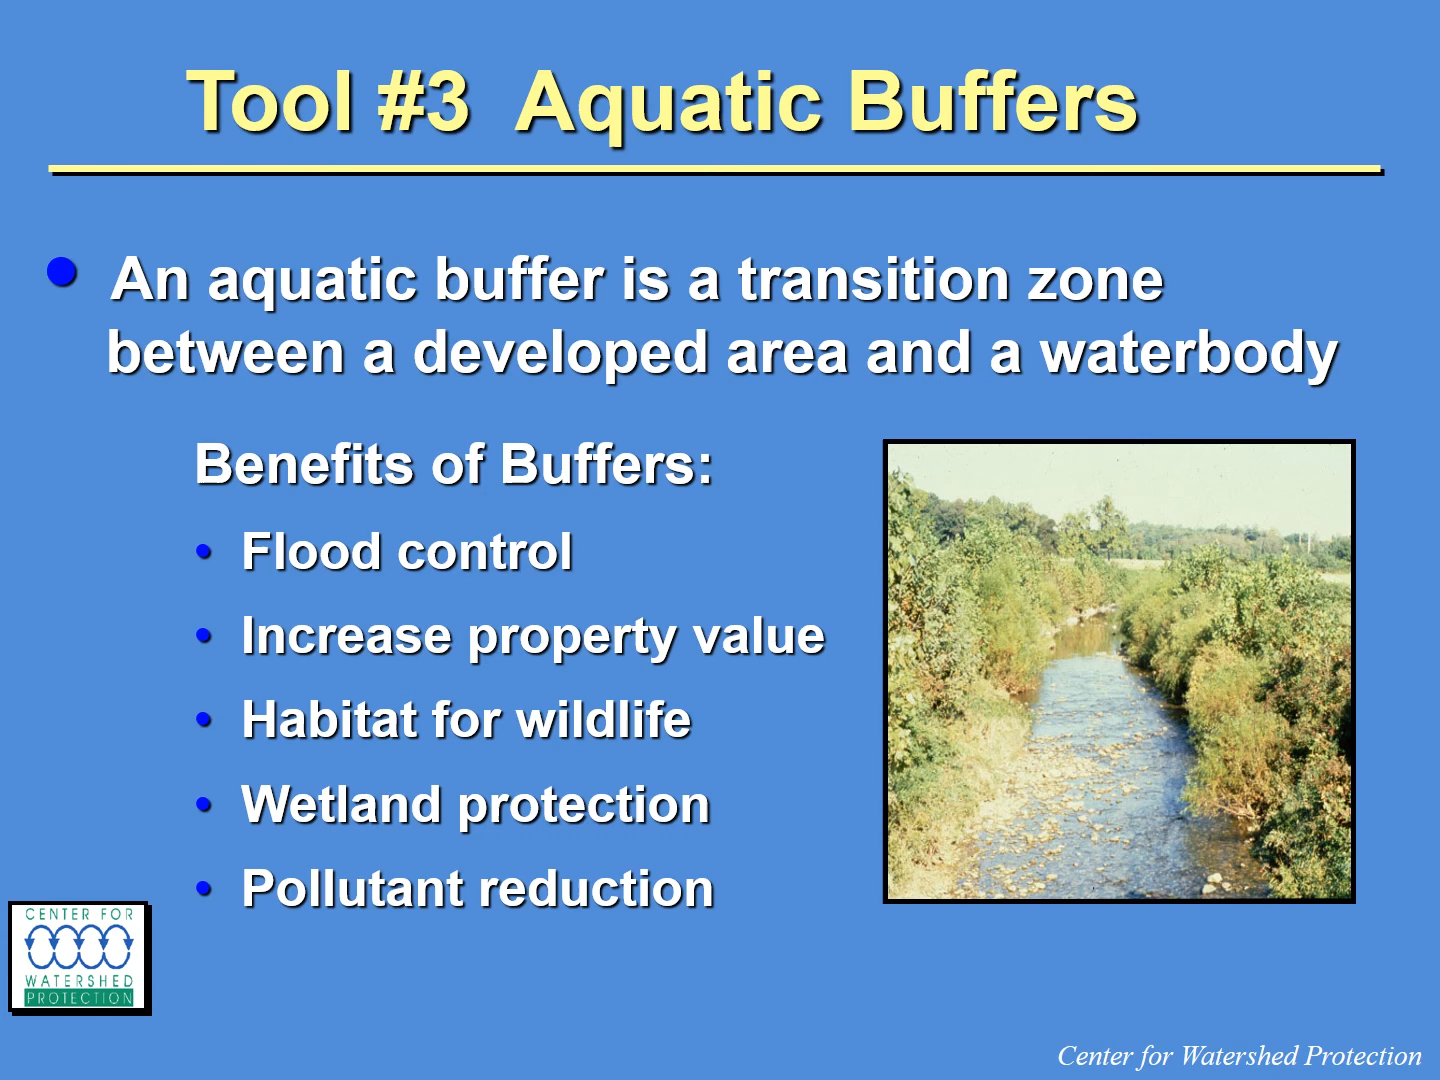 Tool #3 Aquatic Buffers
• An aquatic buffer is a transition zone
between a developed area and a waterbody
Benefits of Buffers:
• Flood control
• Increase property value
• Habitat for wildlife
• Wetland protection
• Pollutant reduction
CENTER FOR
WATERSHED
PROTECTION
Center for Watershed Protection